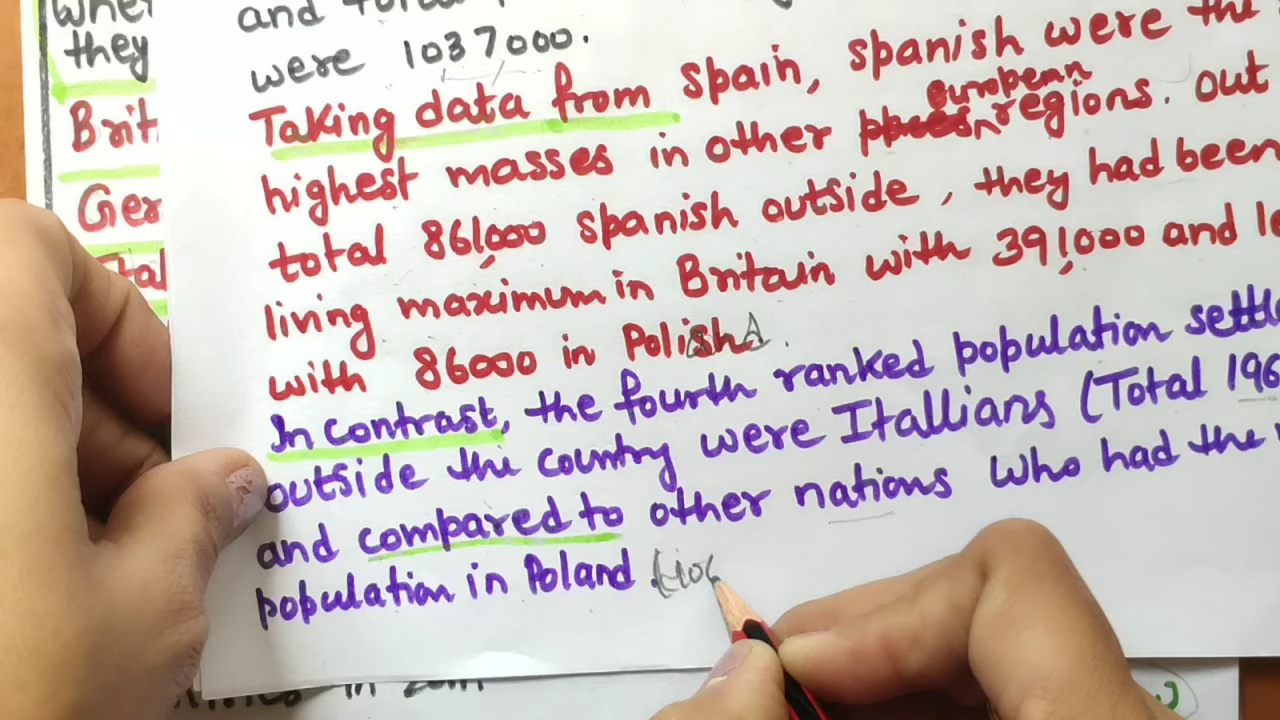 they
and
were 1037000.
Brit
Taking data from Spain, spanish were the
european
highest masses in other regions. out
Ger
total 861,000 spanish outside, they had been
Ital
living maximum in Britain with 391,000 and le
with 86000 in Polish.
In contrast, the fourth ranked population settle
outside the country were Itallians (Total 196
and compared to other nations who had the
population in Poland.